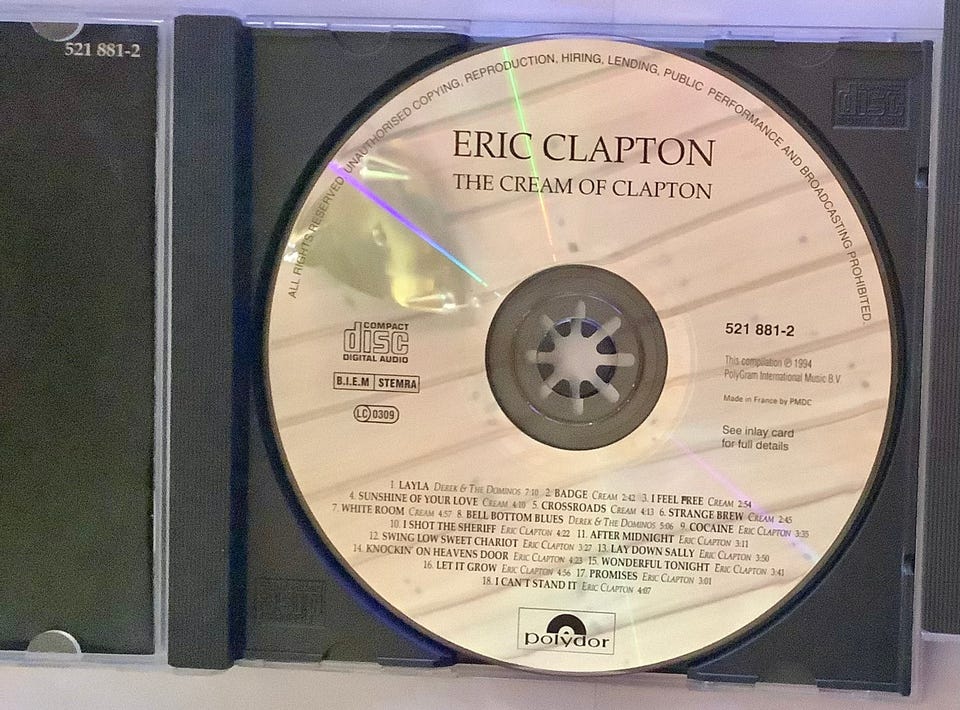 521 881-2
ALL RIGHTS RESERVED. UNAUTHORISED COPYING, REPRODUCTION, HIRING, LENDING, PUBLIC PERFORMANCE AND BROADCASTING PROHIBITED.
disc
ERIC CLAPTON
THE CREAM OF CLAPTON
COMPACT
disc
DIGITAL AUDIO
B.I.E.M STEMRA
LC 0309
521 881-2
This compilation ℗ 1994
PolyGram International Music B.V
Made in France by PMDC
See inlay card
for full details
1. LAYLA DEREK & THE DOMINOS 7:10 2. BADGE CREAM 2:42 3. I FEEL FREE CREAM 2:54
4. SUNSHINE OF YOUR LOVE CREAM 4:10 5. CROSSROADS CREAM 4:13 6. STRANGE BREW CREAM 2:45
7. WHITE ROOM CREAM 4:57 8. BELL BOTTOM BLUES DEREK & THE DOMINOS 5:06 9. COCAINE ERIC CLAPTON 3:35
10. I SHOT THE SHERIFF ERIC CLAPTON 4:22 11. AFTER MIDNIGHT ERIC CLAPTON 3:11
12. SWING LOW SWEET CHARIOT ERIC CLAPTON 3:27 13. LAY DOWN SALLY ERIC CLAPTON 3:50
14. KNOCKIN' ON HEAVENS DOOR ERIC CLAPTON 4:23 15. WONDERFUL TONIGHT ERIC CLAPTON 3:41
16. LET IT GROW ERIC CLAPTON 4:56 17. PROMISES ERIC CLAPTON 3:01
18. I CAN'T STAND IT ERIC CLAPTON 4:07
polydor